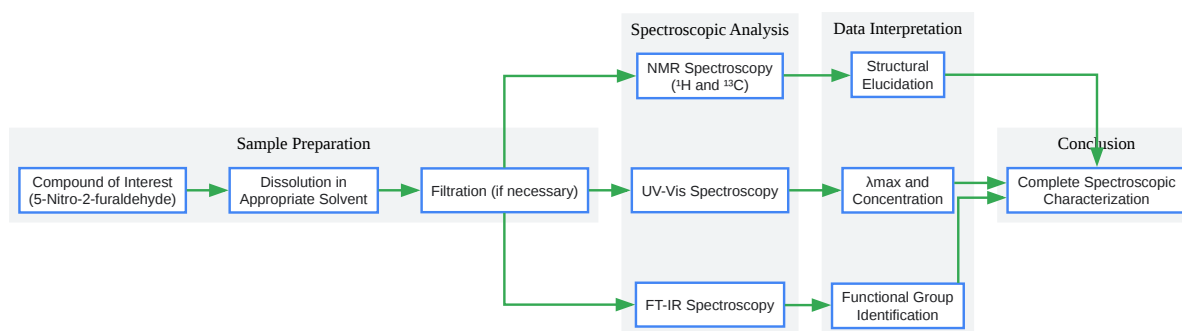 Spectroscopic Analysis
Data Interpretation
NMR Spectroscopy
(¹H and ¹³C)
Structural
Elucidation
Sample Preparation
Conclusion
Compound of Interest
(5-Nitro-2-furaldehyde)
Dissolution in
Appropriate Solvent
Filtration (if necessary)
UV-Vis Spectroscopy
λmax and
Concentration
Complete Spectroscopic
Characterization
FT-IR Spectroscopy
Functional Group
Identification